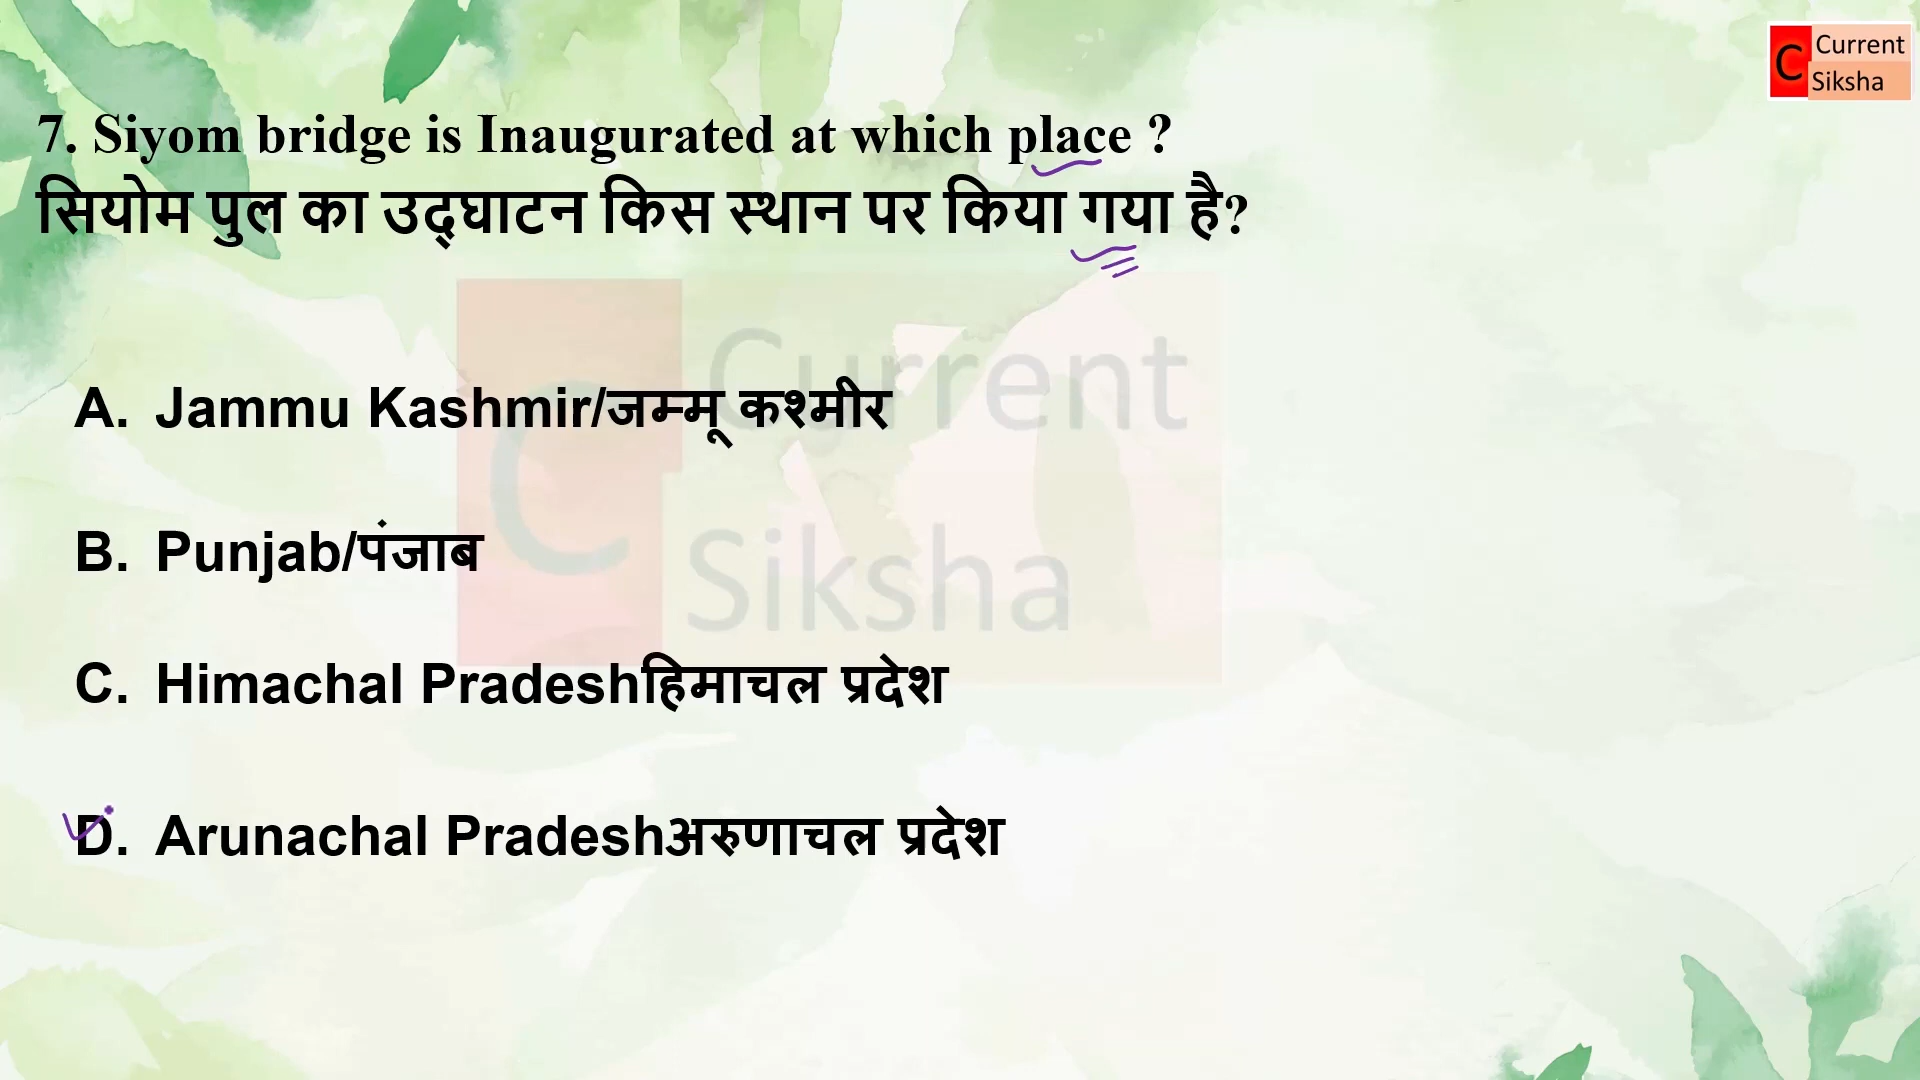 C Current
Siksha
7. Siyom bridge is Inaugurated at which place ?
सियोम पुल का उद्घाटन किस स्थान पर किया गया है?
A. Jammu Kashmir/जम्मू कश्मीर
B. Punjab/पंजाब
C. Himachal Pradeshहिमाचल प्रदेश
D. Arunachal Pradeshअरुणाचल प्रदेश
C Current
Siksha